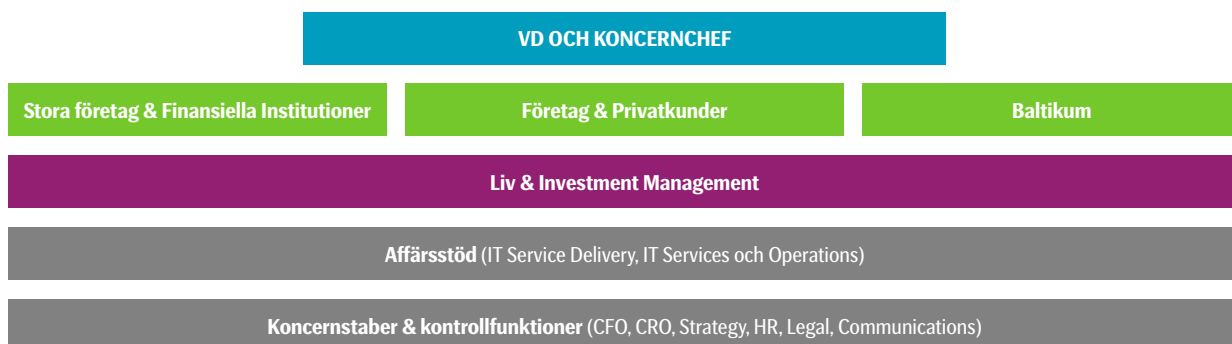 VD OCH KONCERNCHEF
Stora företag & Finansiella Institutioner
Företag & Privatkunder
Baltikum
Liv & Investment Management
Affärsstöd (IT Service Delivery, IT Services och Operations)
Koncernstaber & kontrollfunktioner (CFO, CRO, Strategy, HR, Legal, Communications)